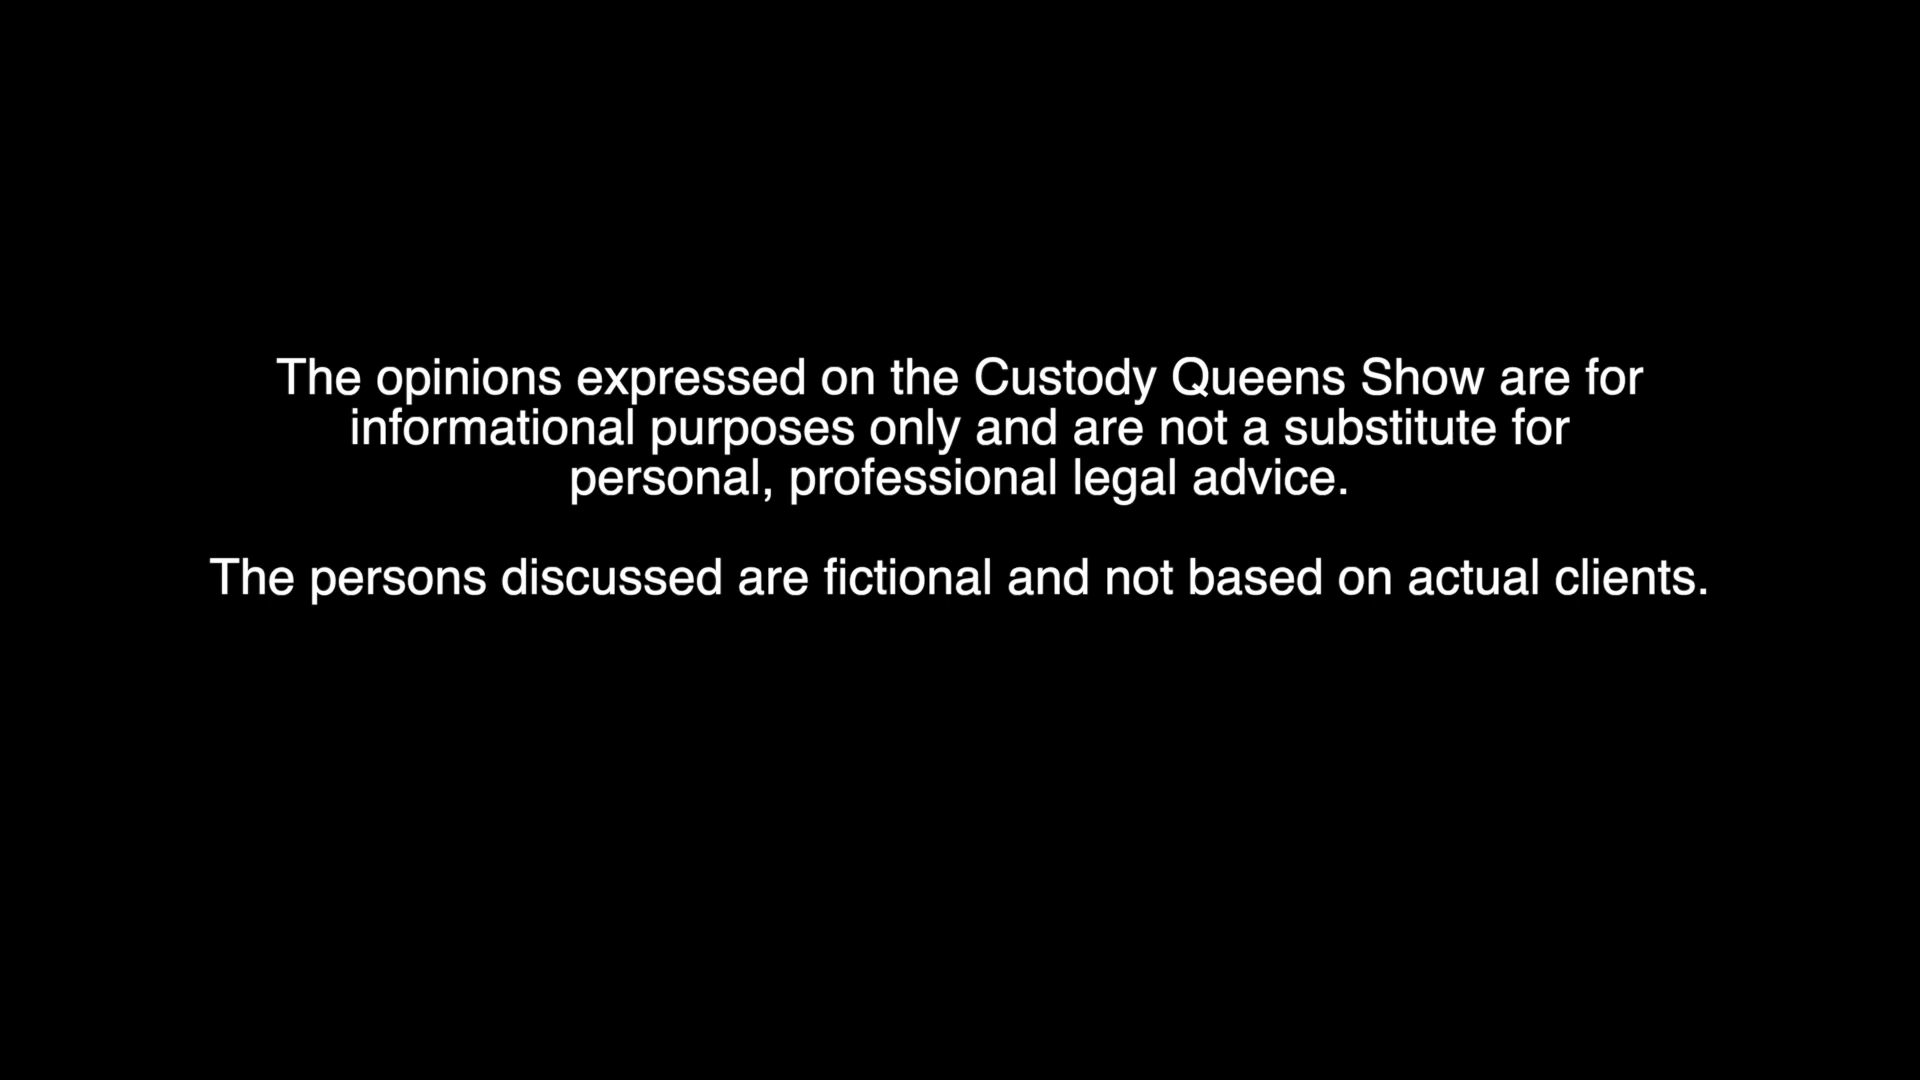 The opinions expressed on the Custody Queens Show are for
informational purposes only and are not a substitute for
personal, professional legal advice.
The persons discussed are fictional and not based on actual clients.